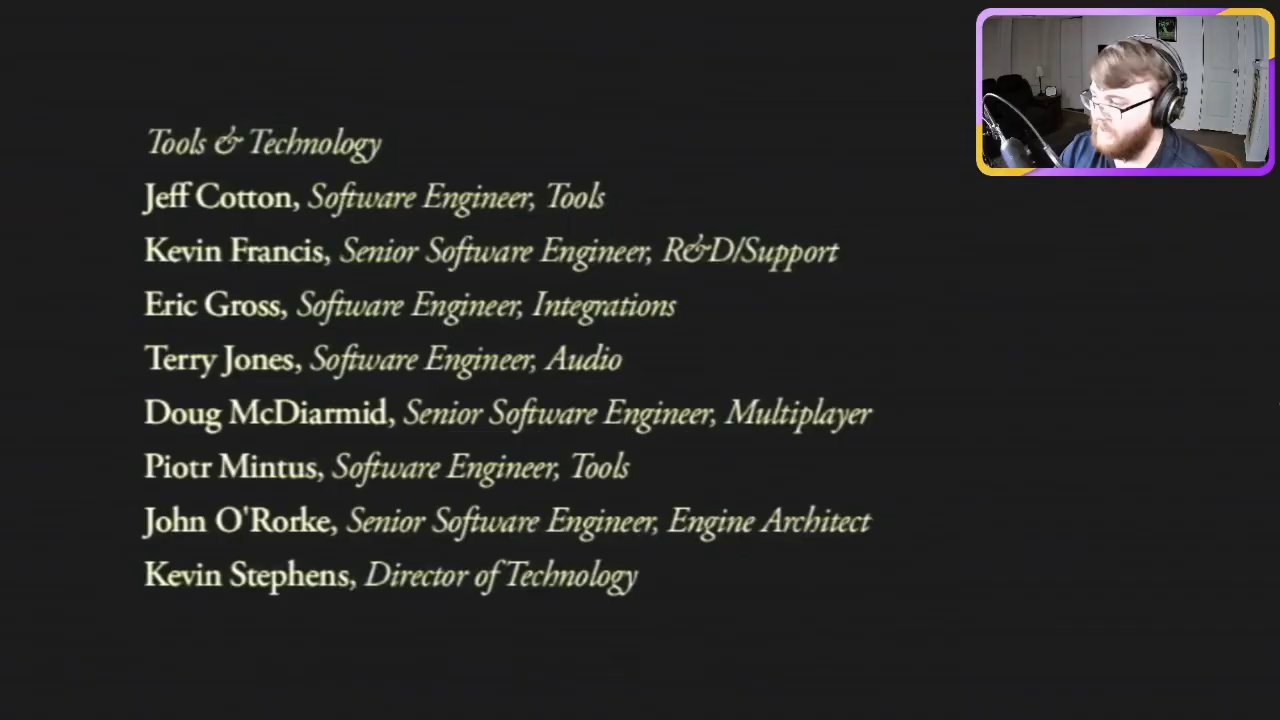 Tools & Technology
Jeff Cotton, Software Engineer, Tools
Kevin Francis, Senior Software Engineer, R&D/Support
Eric Gross, Software Engineer, Integrations
Terry Jones, Software Engineer, Audio
Doug McDiarmid, Senior Software Engineer, Multiplayer
Piotr Mintus, Software Engineer, Tools
John O'Rorke, Senior Software Engineer, Engine Architect
Kevin Stephens, Director of Technology